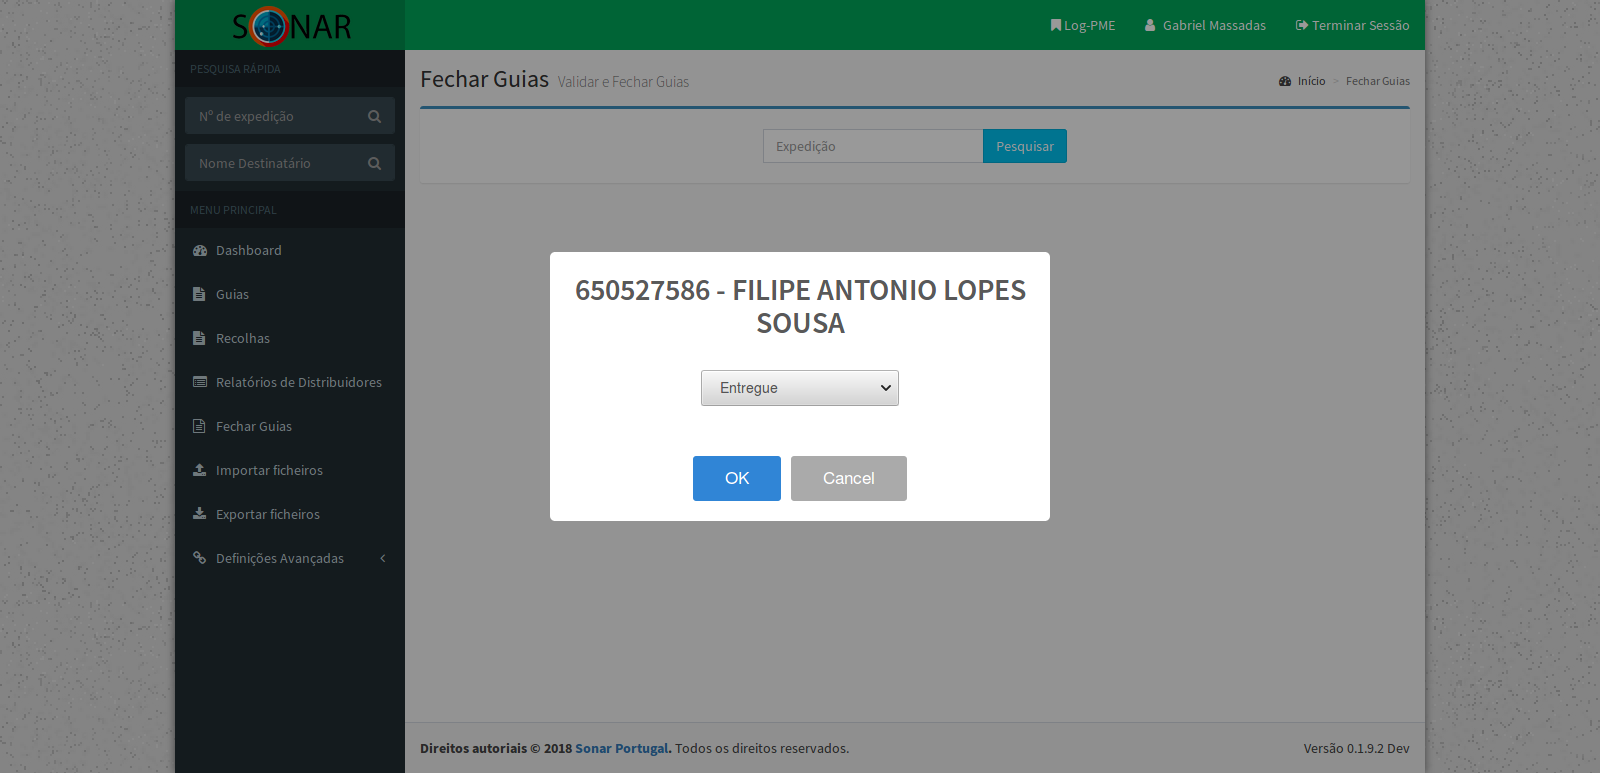 SONAR
Log-PME
Gabriel Massadas
Terminar Sessão
PESQUISA RÁPIDA
Nº de expedição
Nome Destinatário
MENU PRINCIPAL
Dashboard
Guias
Recolhas
Relatórios de Distribuidores
Fechar Guias
Importar ficheiros
Exportar ficheiros
Definições Avançadas
Fechar Guias Validar e Fechar Guias
Início > Fechar Guias
Expedição
Pesquisar
650527586 - FILIPE ANTONIO LOPES
SOUSA
Entregue
OK
Cancel
Direitos autoriais © 2018 Sonar Portugal. Todos os direitos reservados.
Versão 0.1.9.2 Dev